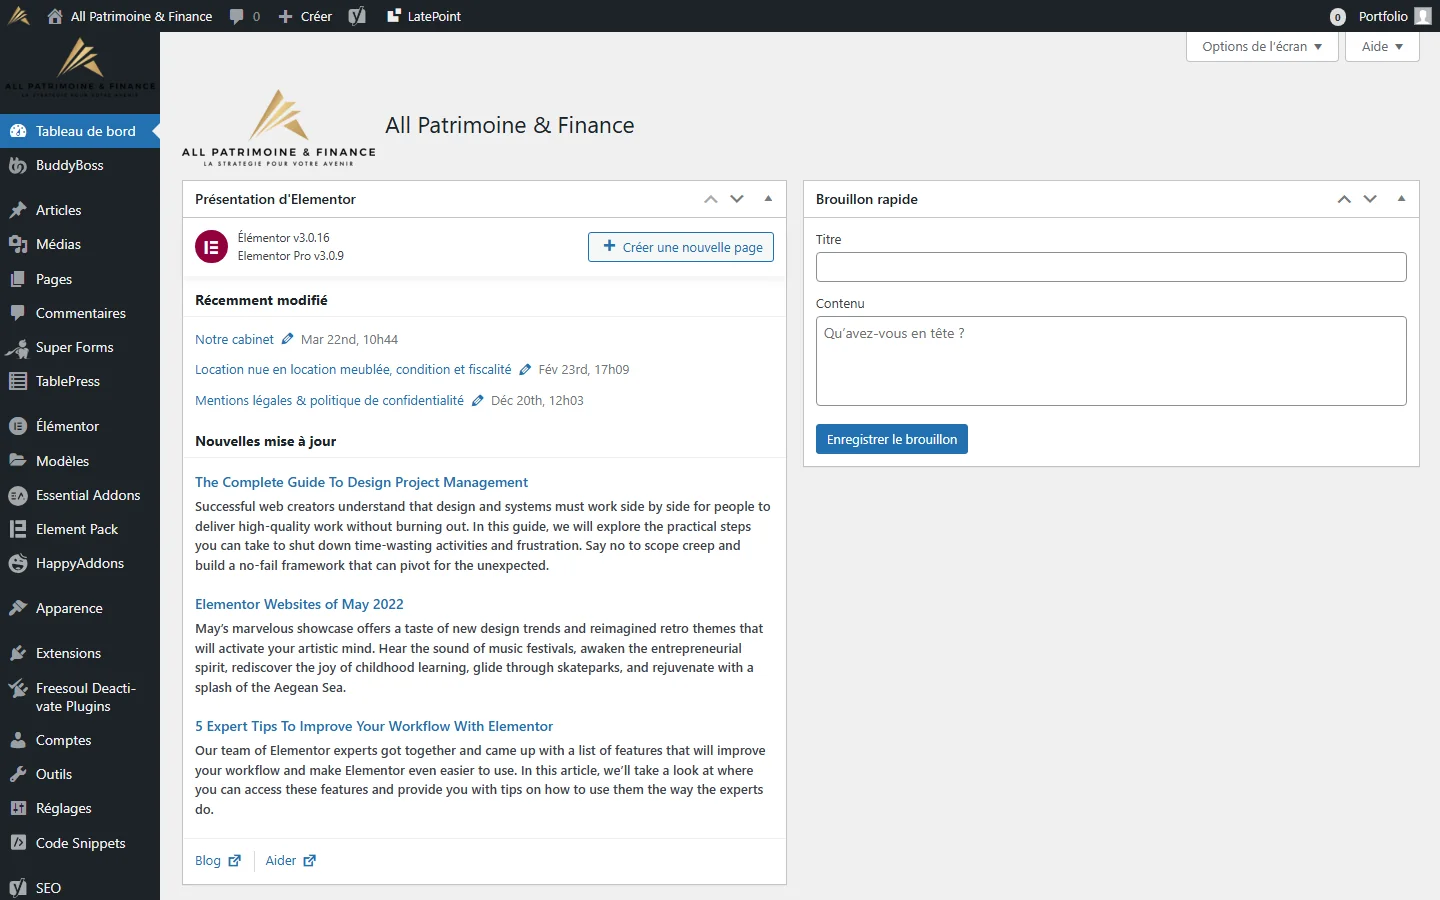 All Patrimoine & Finance
0
Créer
LatePoint
0
Portfolio
Options de l'écran
Aide
ALL PATRIMOINE & FINANCE
LA STRATEGIE POUR VOTRE AVENIR
Tableau de bord
BuddyBoss
Articles
Médias
Pages
Commentaires
Super Forms
TablePress
Élémentor
Modèles
Essential Addons
Element Pack
HappyAddons
Apparence
Extensions
Freesoul Deacti-
vate Plugins
Comptes
Outils
Réglages
Code Snippets
SEO
ALL PATRIMOINE & FINANCE
LA STRATEGIE POUR VOTRE AVENIR
All Patrimoine & Finance
Présentation d'Elementor
Élémentor v3.0.16
Elementor Pro v3.0.9
Créer une nouvelle page
Récemment modifié
Notre cabinet Mar 22nd, 10h44
Location nue en location meublée, condition et fiscalité Fév 23rd, 17h09
Mentions légales & politique de confidentialité Déc 20th, 12h03
Nouvelles mise à jour
The Complete Guide To Design Project Management
Successful web creators understand that design and systems must work side by side for people to
deliver high-quality work without burning out. In this guide, we will explore the practical steps
you can take to shut down time-wasting activities and frustration. Say no to scope creep and
build a no-fail framework that can pivot for the unexpected.
Elementor Websites of May 2022
May's marvelous showcase offers a taste of new design trends and reimagined retro themes that
will activate your artistic mind. Hear the sound of music festivals, awaken the entrepreneurial
spirit, rediscover the joy of childhood learning, glide through skateparks, and rejuvenate with a
splash of the Aegean Sea.
5 Expert Tips To Improve Your Workflow With Elementor
Our team of Elementor experts got together and came up with a list of features that will improve
your workflow and make Elementor even easier to use. In this article, we'll take a look at where
you can access these features and provide you with tips on how to use them the way the experts
do.
Blog
Aider
Brouillon rapide
Titre
Contenu
Qu'avez-vous en tête ?
Enregistrer le brouillon